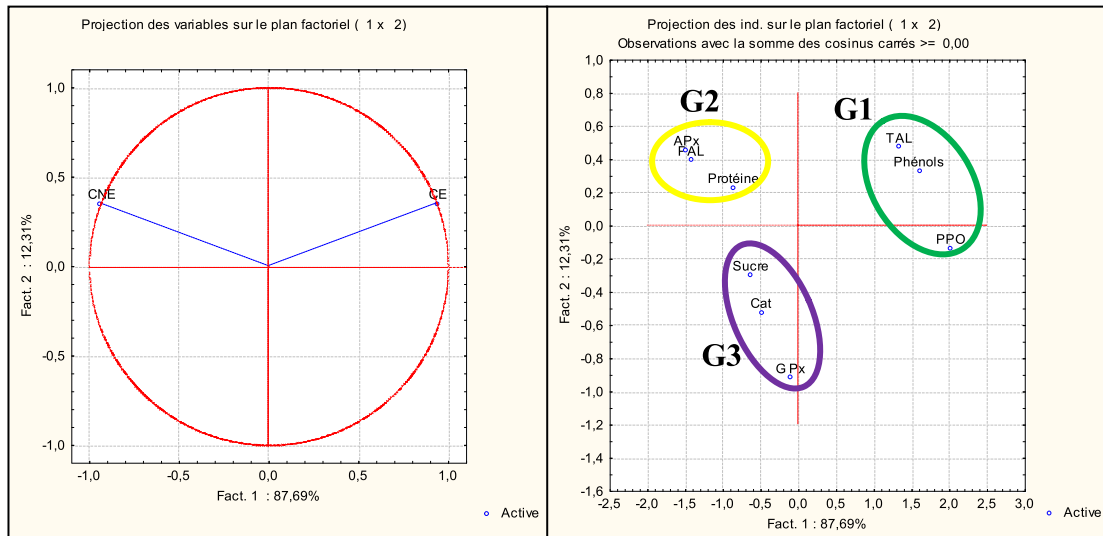 Projection des variables sur le plan factoriel ( 1 x 2)
1,0
0,5
0,0
-0,5
-1,0
-1,0
-0,5
0,0
0,5
1,0
CNE
CE
Fact. 2 : 12,31%
Fact. 1 : 87,69%
Active
Projection des ind. sur le plan factoriel ( 1 x 2)
Observations avec la somme des cosinus carrés >= 0,00
1,0
0,8
0,6
0,4
0,2
0,0
-0,2
-0,4
-0,6
-0,8
-1,0
-1,2
-1,4
-1,6
-2,5
-2,0
-1,5
-1,0
-0,5
0,0
0,5
1,0
1,5
2,0
2,5
3,0
G2
G1
APx
PAL
Protéine
TAL
Phénols
PPO
Sucre
Cat
G3
GPx
Fact. 2 : 12,31%
Fact. 1 : 87,69%
Active